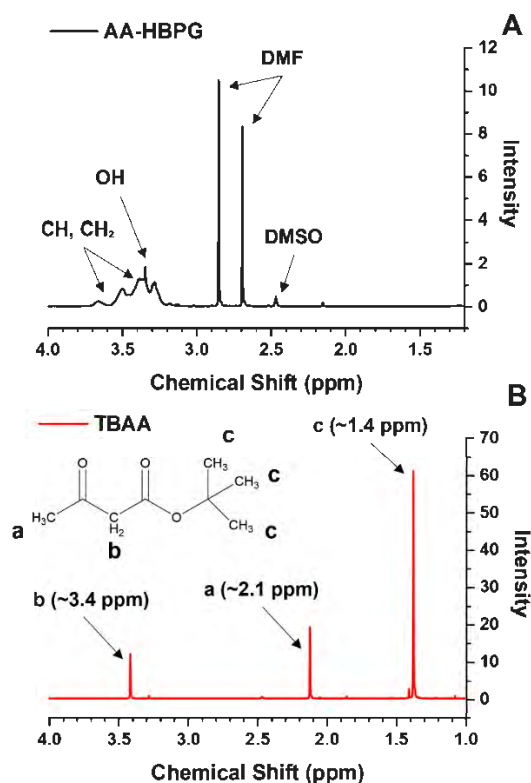 AA-HBPG
A
DMF
OH
CH, CH₂
DMSO
12
10
8
6
4
2
0
Intensity
4.0 3.5 3.0 2.5 2.0 1.5
Chemical Shift (ppm)
B
TBAA
c (~1.4 ppm)
c
O O CH₃
c
CH₃
H₃C C O CH₃
H₂
a b c
b (~3.4 ppm)
a (~2.1 ppm)
70
60
50
40
30
20
10
0
Intensity
4.0 3.5 3.0 2.5 2.0 1.5 1.0
Chemical Shift (ppm)